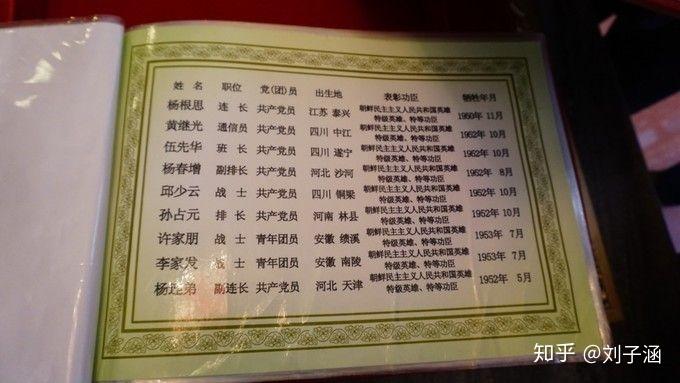 姓 名 职位 党(团)员 出生地 表彰功臣 牺牲年月
杨根思 连 长 共产党员 江苏 泰兴 朝鲜民主主义人民共和国英雄 1950年 11月
特级英雄、特等功臣
黄继光 通信员 共产党员 四川 中江 朝鲜民主主义人民共和国英雄 1952年 10月
特级英雄、特等功臣
伍先华 班 长 共产党员 四川 遂宁 朝鲜民主主义人民共和国英雄 1952年 10月
特级英雄、特等功臣
杨春增 副排长 共产党员 河北 沙河 朝鲜民主主义人民共和国英雄 1952年 8月
特级英雄、特等功臣
邱少云 战 士 共产党员 四川 铜梁 朝鲜民主主义人民共和国英雄 1952年 10月
特级英雄、特等功臣
孙占元 排 长 共产党员 河南 林县 朝鲜民主主义人民共和国英雄 1952年 10月
特级英雄、特等功臣
许家朋 战 士 青年团员 安徽 绩溪 朝鲜民主主义人民共和国英雄 1953年 7月
特级英雄、特等功臣
李家发 战 士 青年团员 安徽 南陵 朝鲜民主主义人民共和国英雄 1953年 7月
特级英雄、特等功臣
杨连弟 副连长 共产党员 河北 天津 朝鲜民主主义人民共和国英雄 1952年 5月
特级英雄、特等功臣
知乎 @刘子涵